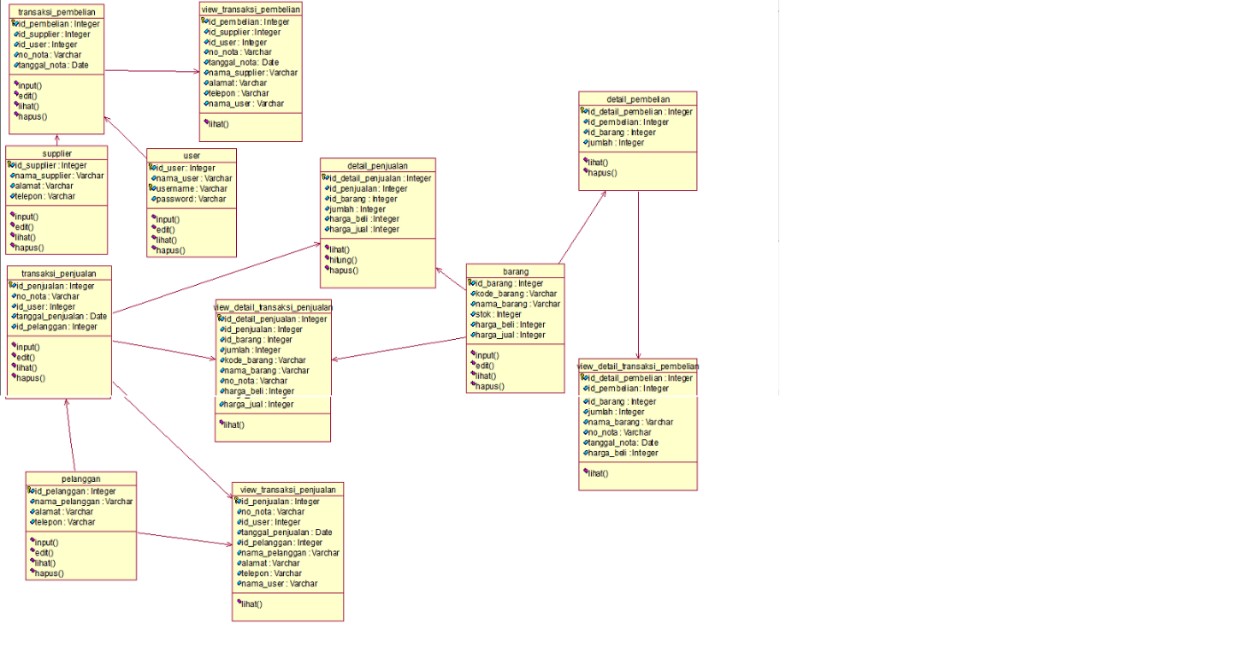 transaksi_pembelian
id_pembelian : Integer
id_supplier : Integer
id_user : Integer
no_nota : Varchar
tanggal_nota : Date
input()
edit()
lihat()
hapus()
view_transaksi_pembelian
id_pembelian : Integer
id_supplier : Integer
id_user : Integer
no_nota : Varchar
tanggal_nota : Date
nama_supplier : Varchar
alamat : Varchar
telepon : Varchar
nama_user : Varchar
lihat()
supplier
id_supplier : Integer
nama_supplier : Varchar
alamat : Varchar
telepon : Varchar
input()
edit()
lihat()
hapus()
user
id_user : Integer
nama_user : Varchar
username : Varchar
password : Varchar
input()
edit()
lihat()
hapus()
detail_penjualan
id_detail_penjualan : Integer
id_penjualan : Integer
id_barang : Integer
jumlah : Integer
harga_beli : Integer
harga_jual : Integer
lihat()
hitung()
hapus()
detail_pembelian
id_detail_pembelian : Integer
id_pembelian : Integer
id_barang : Integer
jumlah : Integer
lihat()
hapus()
transaksi_penjualan
id_penjualan : Integer
no_nota : Varchar
id_user : Integer
tanggal_penjualan : Date
id_pelanggan : Integer
input()
edit()
lihat()
hapus()
view_detail_transaksi_penjualan
id_detail_penjualan : Integer
id_penjualan : Integer
id_barang : Integer
jumlah : Integer
kode_barang : Varchar
nama_barang : Varchar
no_nota : Varchar
harga_beli : Integer
harga_jual : Integer
lihat()
barang
id_barang : Integer
kode_barang : Varchar
nama_barang : Varchar
stok : Integer
harga_beli : Integer
harga_jual : Integer
input()
edit()
lihat()
hapus()
view_detail_transaksi_pembelian
id_detail_pembelian : Integer
id_pembelian : Integer
id_barang : Integer
jumlah : Integer
nama_barang : Varchar
no_nota : Varchar
tanggal_nota : Date
harga_beli : Integer
lihat()
pelanggan
id_pelanggan : Integer
nama_pelanggan : Varchar
alamat : Varchar
telepon : Varchar
input()
edit()
lihat()
hapus()
view_transaksi_penjualan
id_penjualan : Integer
no_nota : Varchar
id_user : Integer
tanggal_penjualan : Date
id_pelanggan : Integer
nama_pelanggan : Varchar
alamat : Varchar
telepon : Varchar
nama_user : Varchar
lihat()